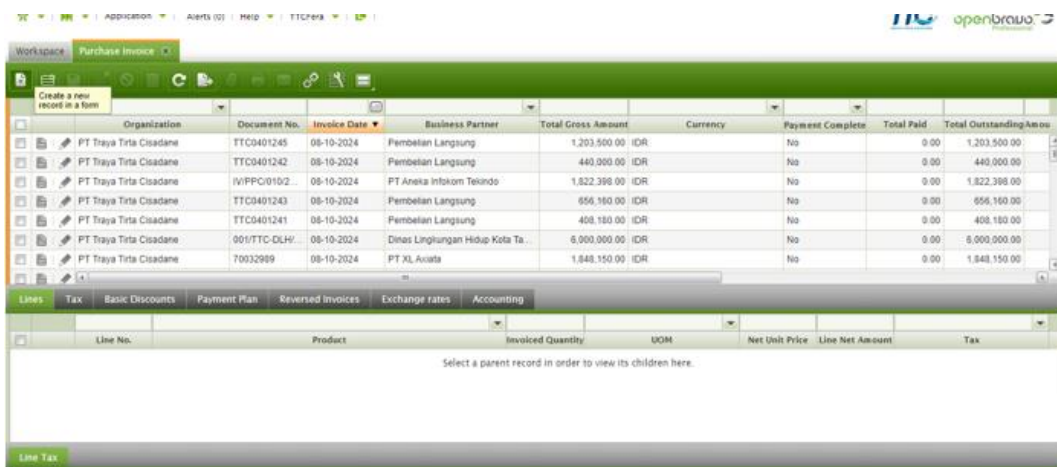 Application Alerts (0) Help TTCFera
TTC openbravo
Professional
Workspace Purchase Invoice
Create a new
record in a form
Organization Document No. Invoice Date Business Partner Total Gross Amount Currency Payment Complete Total Paid Total Outstanding Amou
PT Traya Tirta Cisadane TTC0401245 08-10-2024 Pembelian Langsung 1,203,500.00 IDR No 0.00 1,203,500.00
PT Traya Tirta Cisadane TTC0401242 08-10-2024 Pembelian Langsung 440,000.00 IDR No 0.00 440,000.00
PT Traya Tirta Cisadane IV/PPC/010/2... 08-10-2024 PT Aneka Infokom Tekindo 1,822,398.00 IDR No 0.00 1,822,398.00
PT Traya Tirta Cisadane TTC0401243 08-10-2024 Pembelian Langsung 656,160.00 IDR No 0.00 656,160.00
PT Traya Tirta Cisadane TTC0401241 08-10-2024 Pembelian Langsung 408,180.00 IDR No 0.00 408,180.00
PT Traya Tirta Cisadane 001/TTC-DLH/... 08-10-2024 Dinas Lingkungan Hidup Kota Ta... 6,000,000.00 IDR No 0.00 6,000,000.00
PT Traya Tirta Cisadane 70032989 08-10-2024 PT XL Axiata 1,848,150.00 IDR No 0.00 1,848,150.00
Lines Tax Basic Discounts Payment Plan Reversed Invoices Exchange rates Accounting
Line No. Product Invoiced Quantity UOM Net Unit Price Line Net Amount Tax
Select a parent record in order to view its children here.
Line Tax